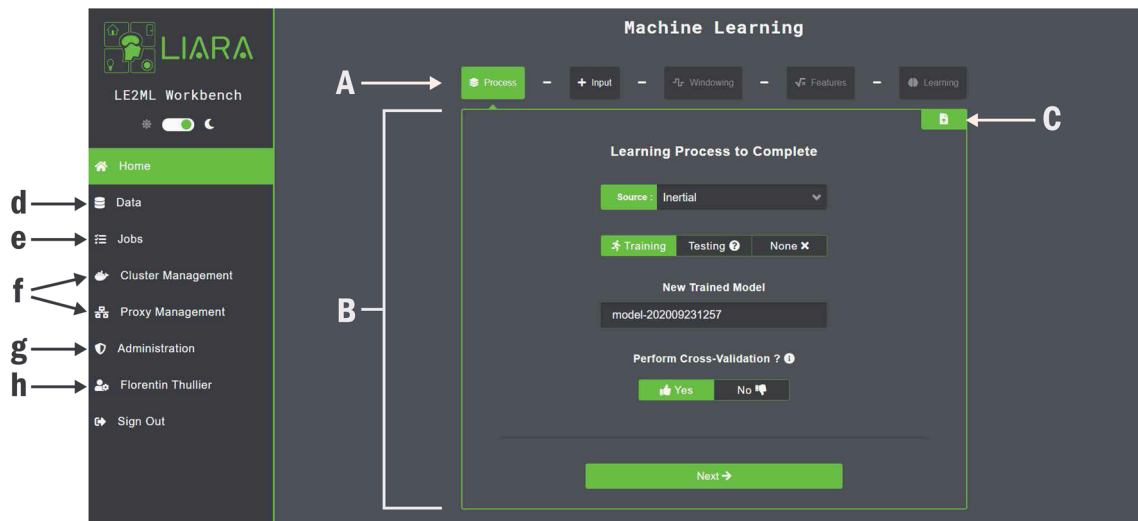 LIARA
LE2ML Workbench
Home
d
Data
e
Jobs
f
Cluster Management
Proxy Management
g
Administration
h
Florentin Thullier
Sign Out
Machine Learning
A
Process - Input - Windowing - Features - Learning
B
C
Learning Process to Complete
Source : Inertial
Training Testing ? None
New Trained Model
model-202009231257
Perform Cross-Validation ?
Yes No
Next